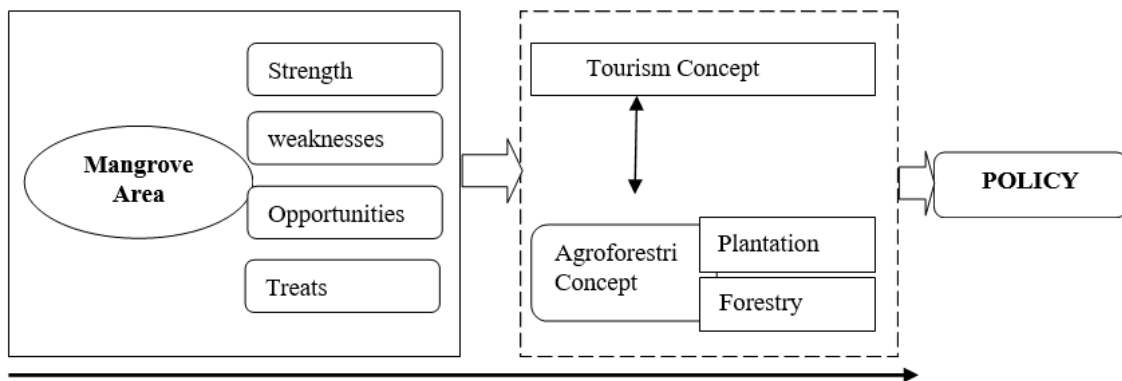 Strength
weaknesses
Mangrove
Area
Opportunities
Treats
Tourism Concept
Agroforestri
Concept
Plantation
Forestry
POLICY